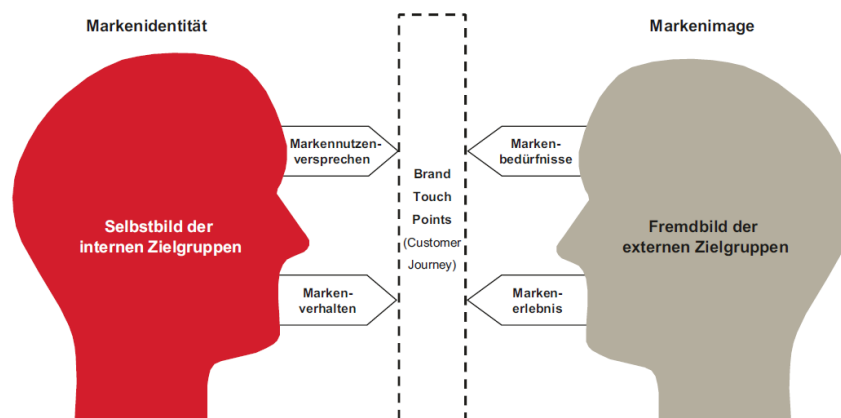 Markenidentität
Markenimage
Markennutzen-
versprechen
Marken-
bedürfnisse
Brand
Touch
Points
(Customer
Journey)
Selbstbild der
internen Zielgruppen
Fremdbild der
externen Zielgruppen
Marken-
verhalten
Marken-
erlebnis